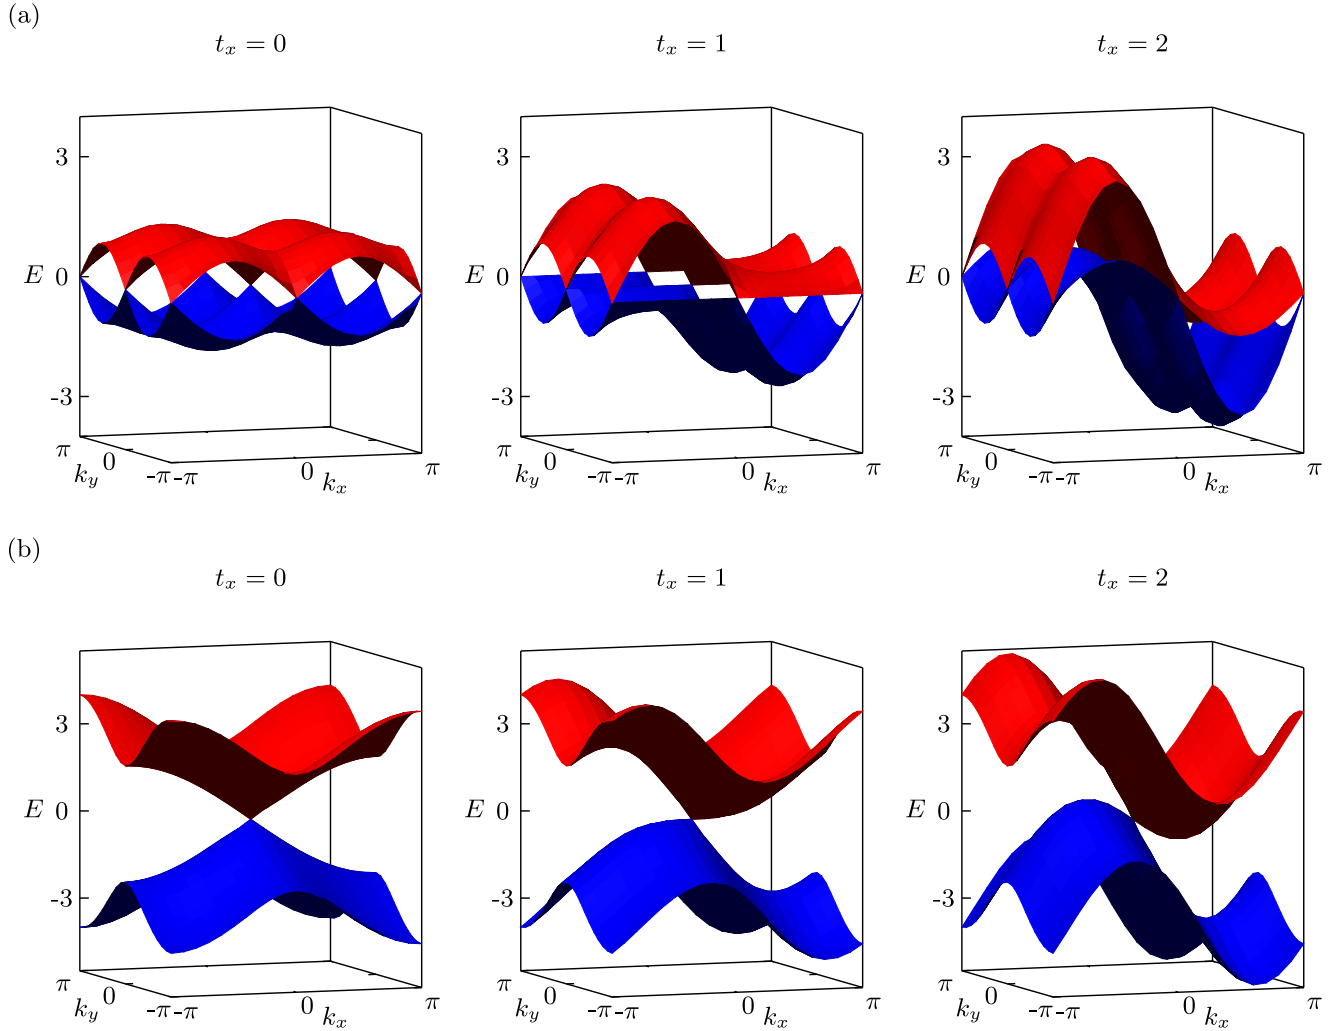 (a)
t_x = 0
t_x = 1
t_x = 2
3
E 0
-3
π
k_y 0
-π -π
0
k_x
π
3
E 0
-3
π
k_y 0
-π -π
0
k_x
π
3
E 0
-3
π
k_y 0
-π -π
0
k_x
π
(b)
t_x = 0
t_x = 1
t_x = 2
3
E 0
-3
π
k_y 0
-π -π
0
k_x
π
3
E 0
-3
π
k_y 0
-π -π
0
k_x
π
3
E 0
-3
π
k_y 0
-π -π
0
k_x
π